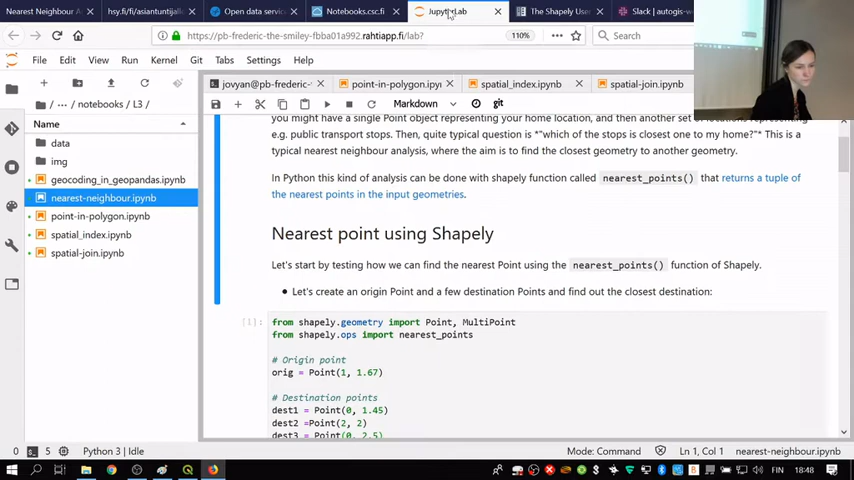 Nearest Neighbour A
hsy.fi/fi/asiantuntijalle
Open data servic
Notebooks.csc.fi
JupyterLab
The Shapely Use
Slack | autogis-w
https://pb-frederic-the-smiley-fbba01a992.rahtiapp.fi/lab?
110%
Search
File Edit View Run Kernel Git Tabs Settings Help
jovyan@pb-frederic-t
point-in-polygon.ipyn
spatial_index.ipynb
spatial-join.ipynb
Markdown
git
/ ... / notebooks / L3 /
Name
data
img
geocoding_in_geopandas.ipynb
nearest-neighbour.ipynb
point-in-polygon.ipynb
spatial_index.ipynb
spatial-join.ipynb
you might have a single Point object representing your home location, and then another set of locations representing
e.g. public transport stops. Then, quite typical question is *"which of the stops is closest one to my home?"* This is a
typical nearest neighbour analysis, where the aim is to find the closest geometry to another geometry.
In Python this kind of analysis can be done with shapely function called nearest_points() that returns a tuple of
the nearest points in the input geometries.
Nearest point using Shapely
Let's start by testing how we can find the nearest Point using the nearest_points() function of Shapely.
• Let's create an origin Point and a few destination Points and find out the closest destination:
[1]: from shapely.geometry import Point, MultiPoint
from shapely.ops import nearest_points
# Origin point
orig = Point(1, 1.67)
# Destination points
dest1 = Point(0, 1.45)
dest2 =Point(2, 2)
dest3 = Point(0, 2.5)
5 Python 3 | Idle
Mode: Command
Ln 1, Col 1
nearest-neighbour.ipynb
FIN
18:48